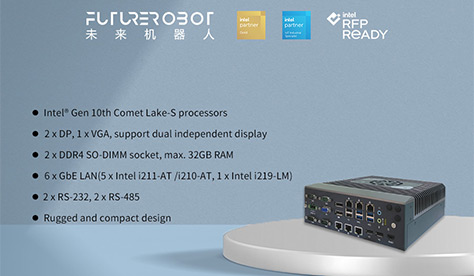 FUTUREROBOT
未来机器人
intel
partner
Gold
intel
partner
intel
RFP
READY
Intel® Gen 10th Comet Lake-S processors
2 x DP, 1 x VGA, support dual independent display
2 x DDR4 SO-DIMM socket, max. 32GB RAM
6 x GbE LAN(5 x Intel i211-AT /i210-AT, 1 x Intel i219-LM)
2 x RS-232, 2 x RS-485
Rugged and compact design